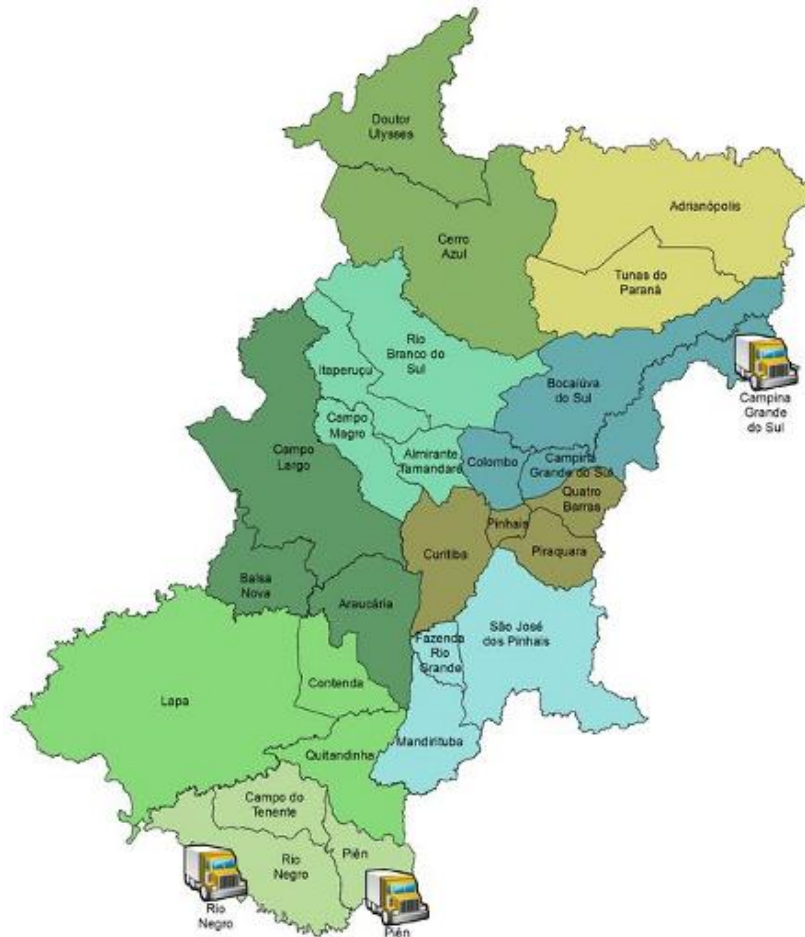 Doutor
Ulysses
Adrianópolis
Cerro
Azul
Tunas do
Paraná
Rio
Branco do
Sul
Itaperuçu
Bocaiúva
do Sul
Campina
Grande
do Sul
Campo
Magro
Campo
Largo
Almirante
Tamandaré
Colombo
Campina
Grande do Sul
Quatro
Barras
Pinhais
Curitiba
Piraquara
Balsa
Nova
Araucária
Fazenda
Rio
Grande
São José
dos Pinhais
Contenda
Lapa
Mandirituba
Quitandinha
Campo do
Tenente
Piên
Rio
Negro
Rio
Negro
Piên